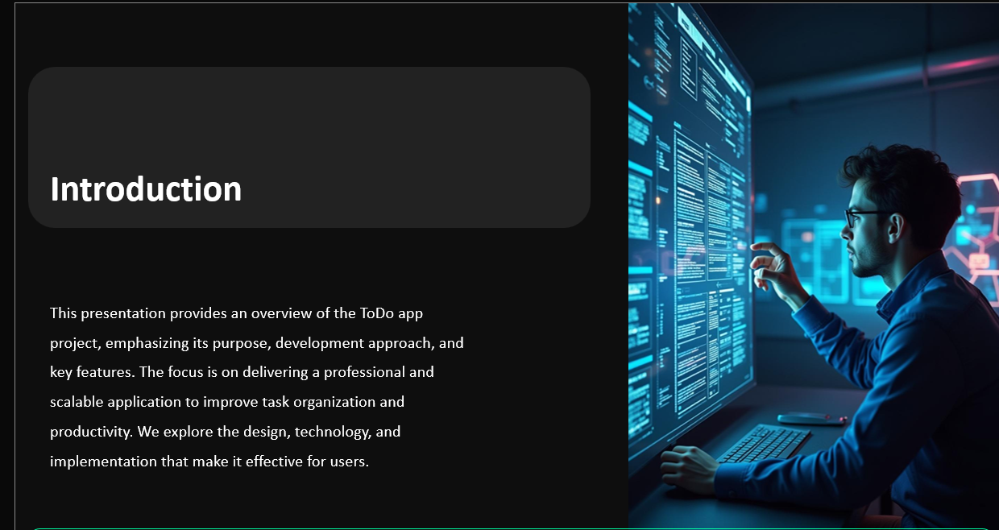 Introduction
This presentation provides an overview of the ToDo app
project, emphasizing its purpose, development approach, and
key features. The focus is on delivering a professional and
scalable application to improve task organization and
productivity. We explore the design, technology, and
implementation that make it effective for users.